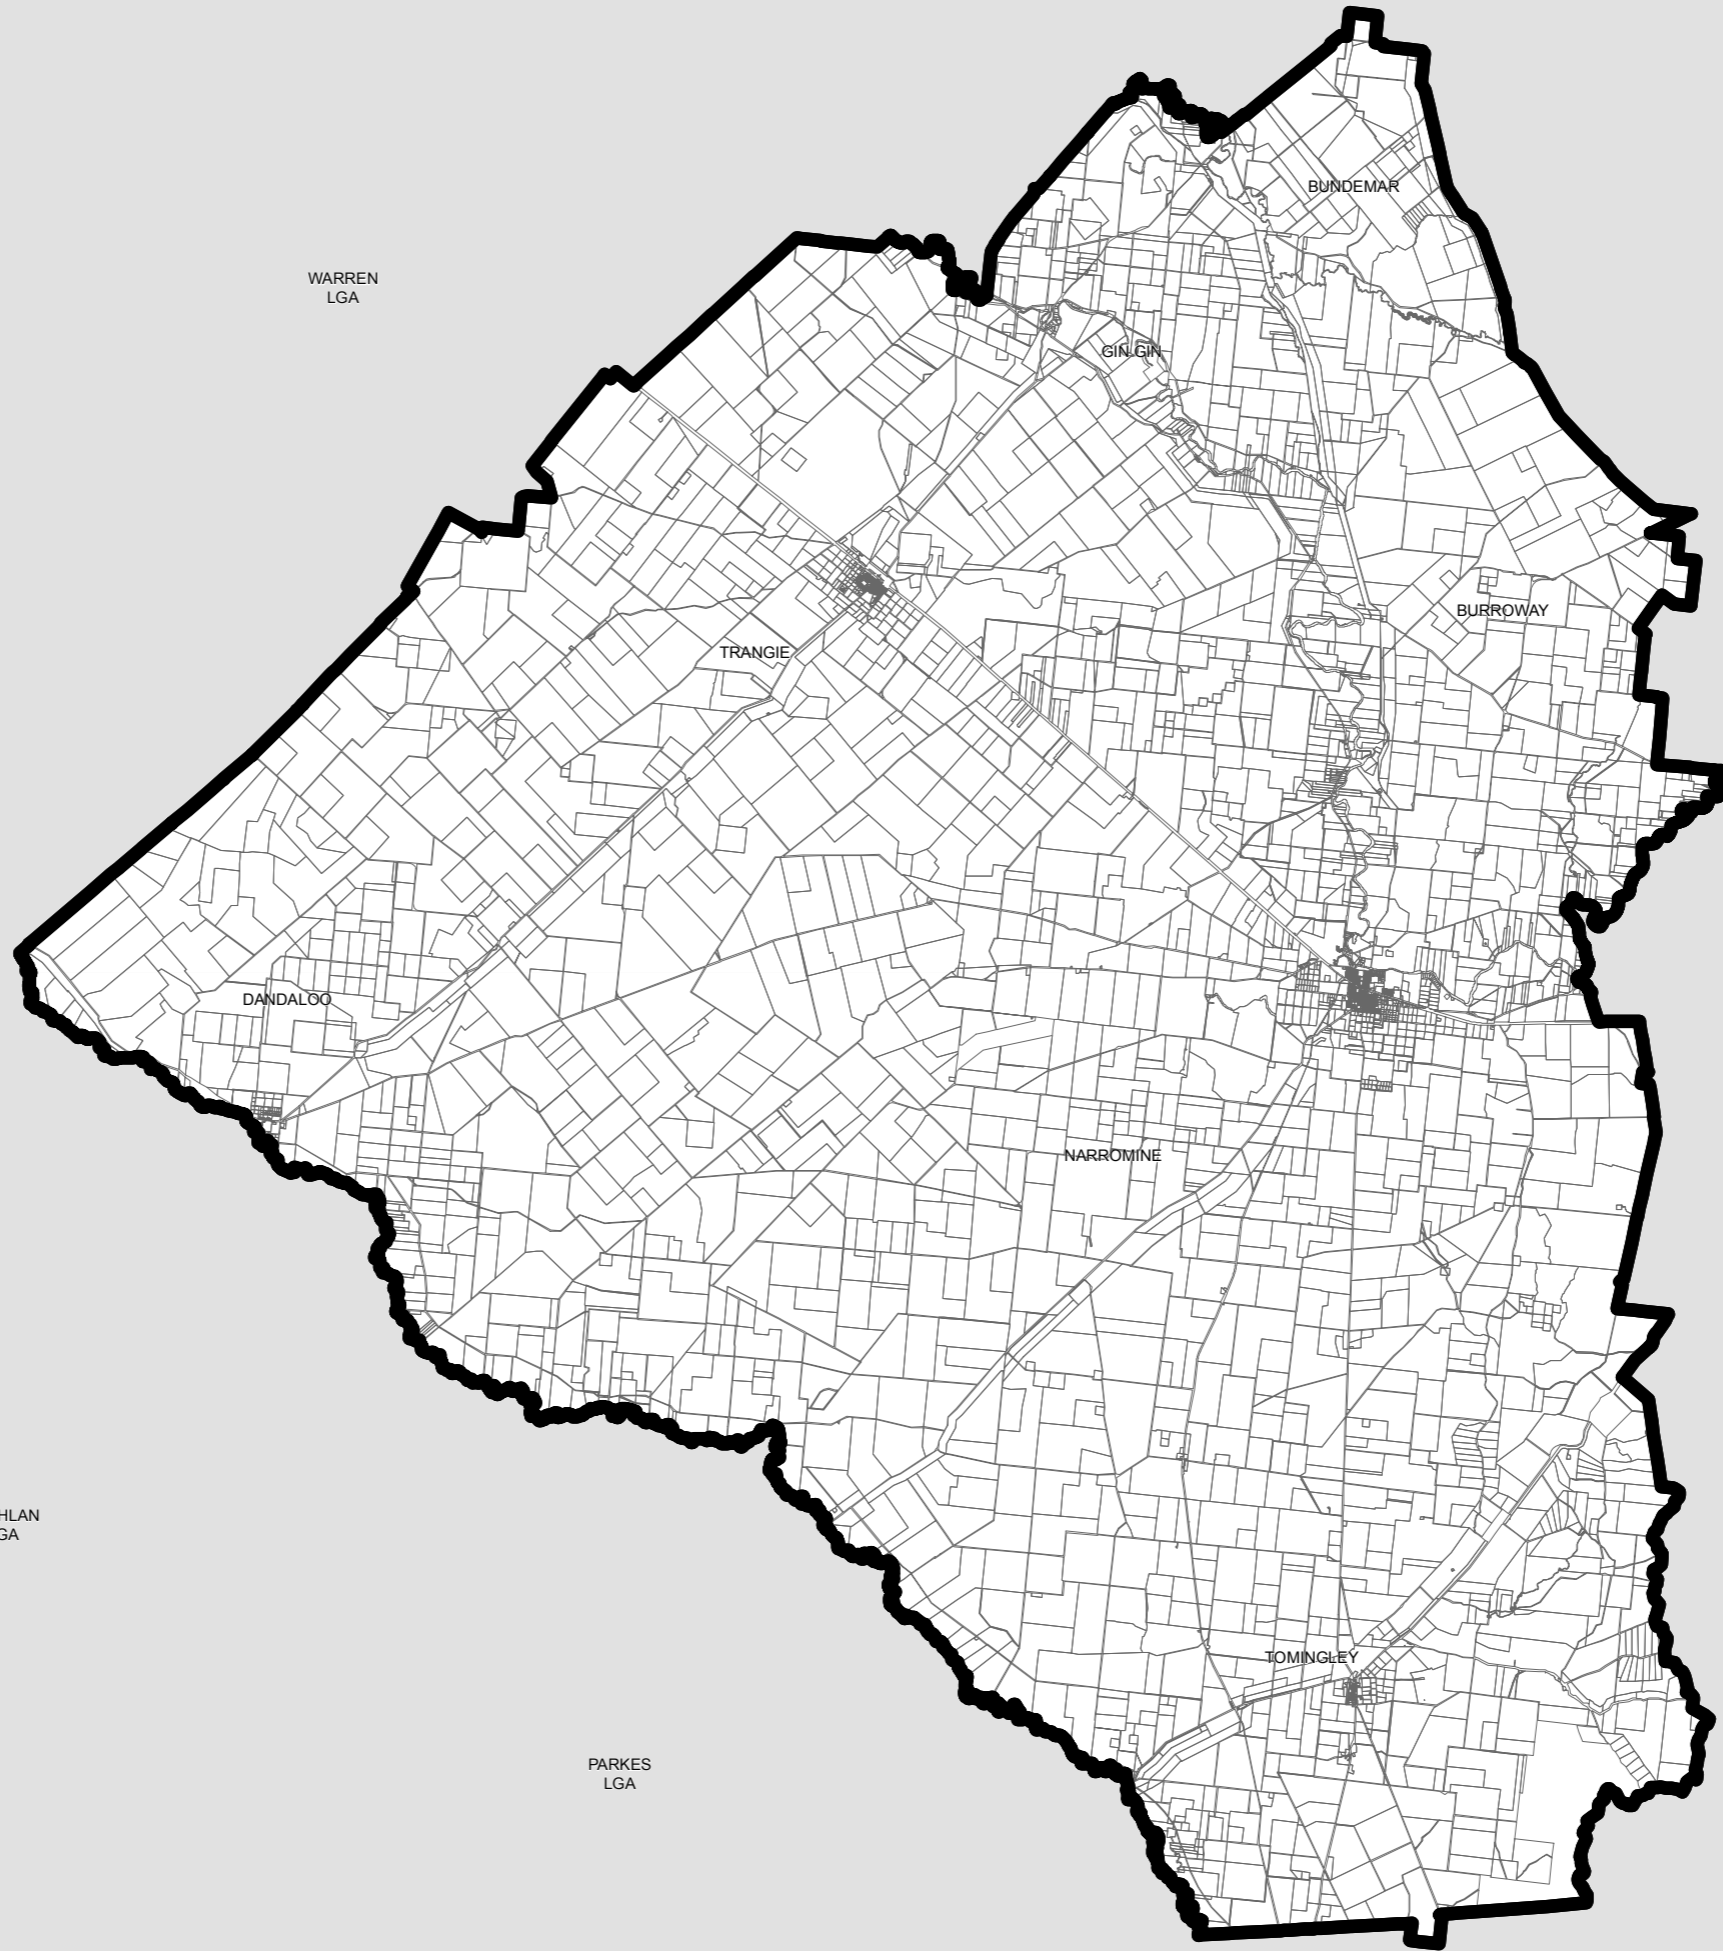 BUNDEMAR
WARREN
LGA
GIN GIN
BURROWAY
TRANGIE
DANDALOO
NARROMINE
HLAN
GA
TOMINGLEY
PARKES
LGA